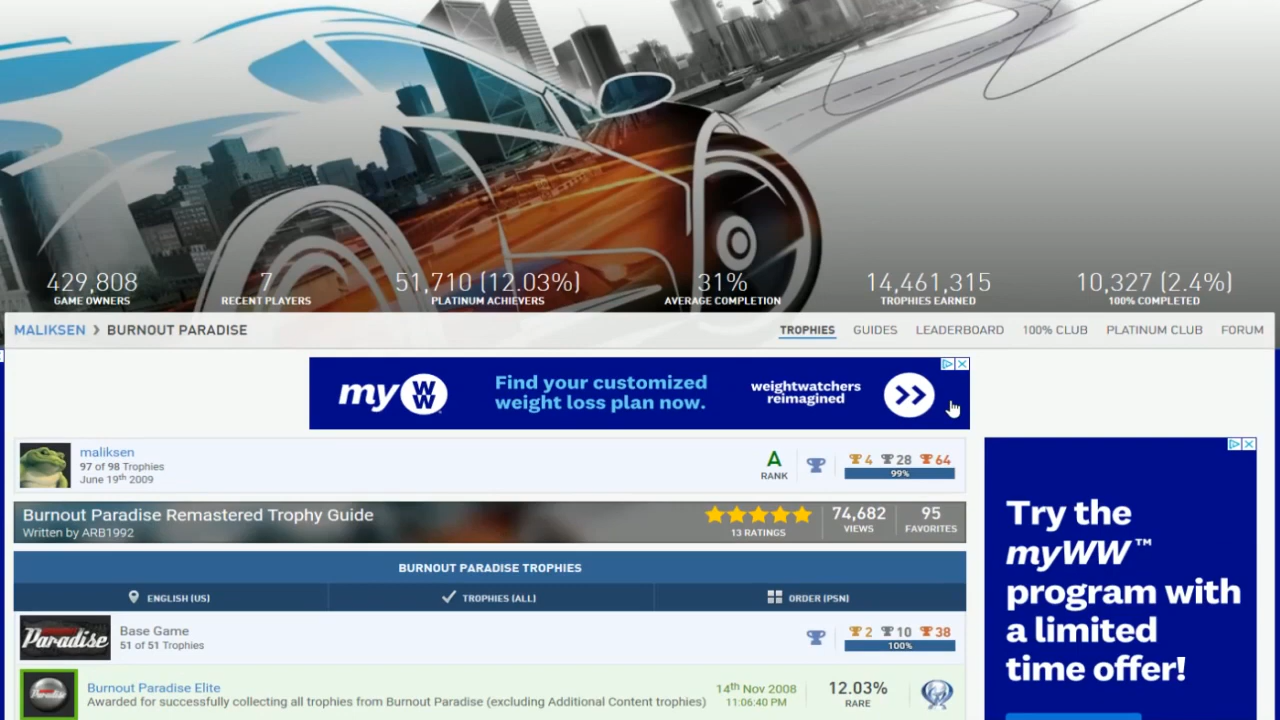 429,808
GAME OWNERS
7
RECENT PLAYERS
51,710 (12.03%)
PLATINUM ACHIEVERS
31%
AVERAGE COMPLETION
14,461,315
TROPHIES EARNED
10,327 (2.4%)
100% COMPLETED
MALIKSEN > BURNOUT PARADISE
TROPHIES GUIDES LEADERBOARD 100% CLUB PLATINUM CLUB FORUM
my WW
Find your customized
weight loss plan now.
weightwatchers
reimagined
maliksen
97 of 98 Trophies
June 19th 2009
A
RANK
4 28 64
99%
Burnout Paradise Remastered Trophy Guide
Written by ARB1992
13 RATINGS
74,682
VIEWS
95
FAVORITES
BURNOUT PARADISE TROPHIES
ENGLISH (US) TROPHIES (ALL) ORDER (PSN)
Paradise
Base Game
51 of 51 Trophies
2 10 38
100%
Burnout Paradise Elite
Awarded for successfully collecting all trophies from Burnout Paradise (excluding Additional Content trophies)
14th Nov 2008
11:06:40 PM
12.03%
RARE
Try the
myWW™
program with
a limited
time offer!